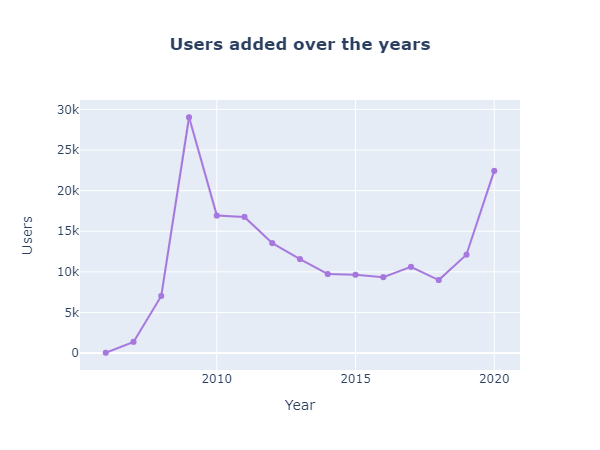 Users added over the years
30k
25k
20k
15k
10k
5k
0
Users
2010
2015
2020
Year